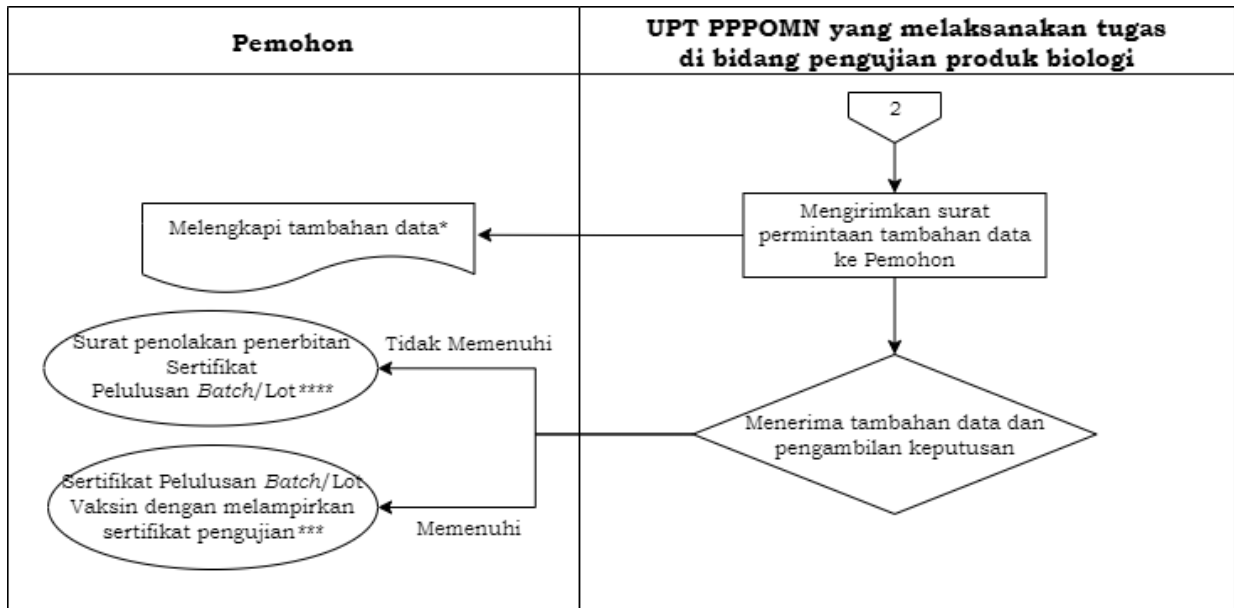 Pemohon
UPT PPPOMN yang melaksanakan tugas
di bidang pengujian produk biologi
2
Mengirimkan surat
permintaan tambahan data
ke Pemohon
Melengkapi tambahan data*
Surat penolakan penerbitan
Sertifikat
Pelulusan Batch/Lot****
Tidak Memenuhi
Menerima tambahan data dan
pengambilan keputusan
Sertifikat Pelulusan Batch/Lot
Vaksin dengan melampirkan
sertifikat pengujian***
Memenuhi